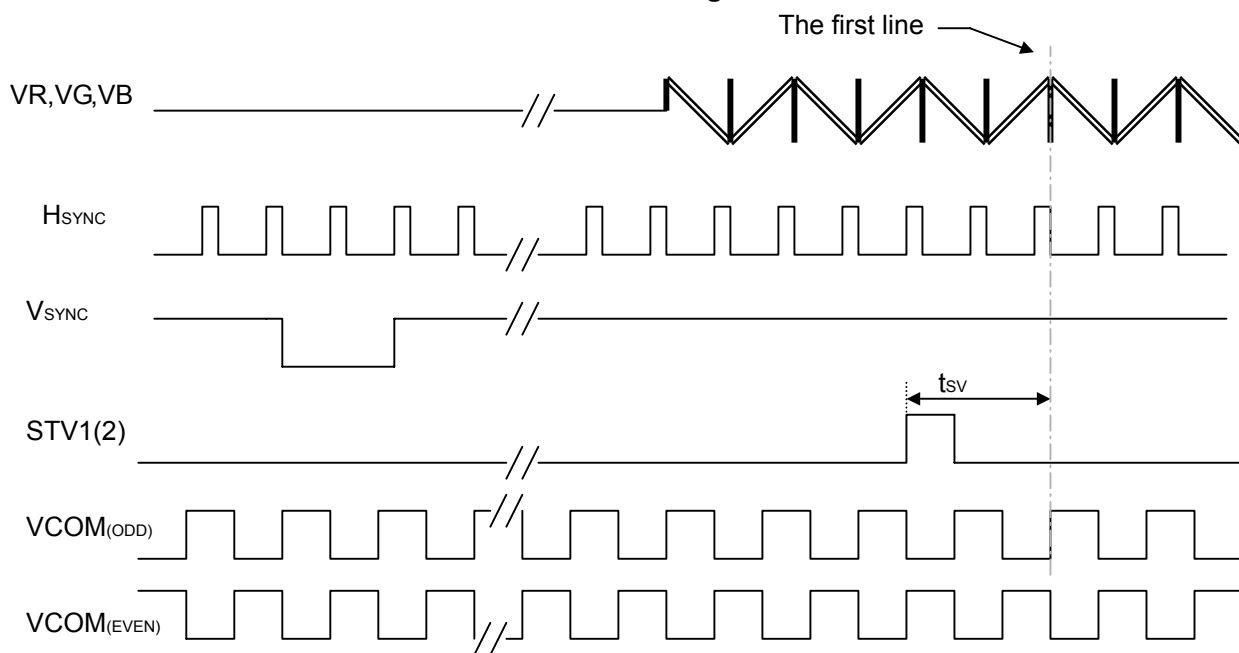 The first line
VR,VG,VB
HSYNC
VSYNC
tSV
STV1(2)
VCOM(ODD)
VCOM(EVEN)